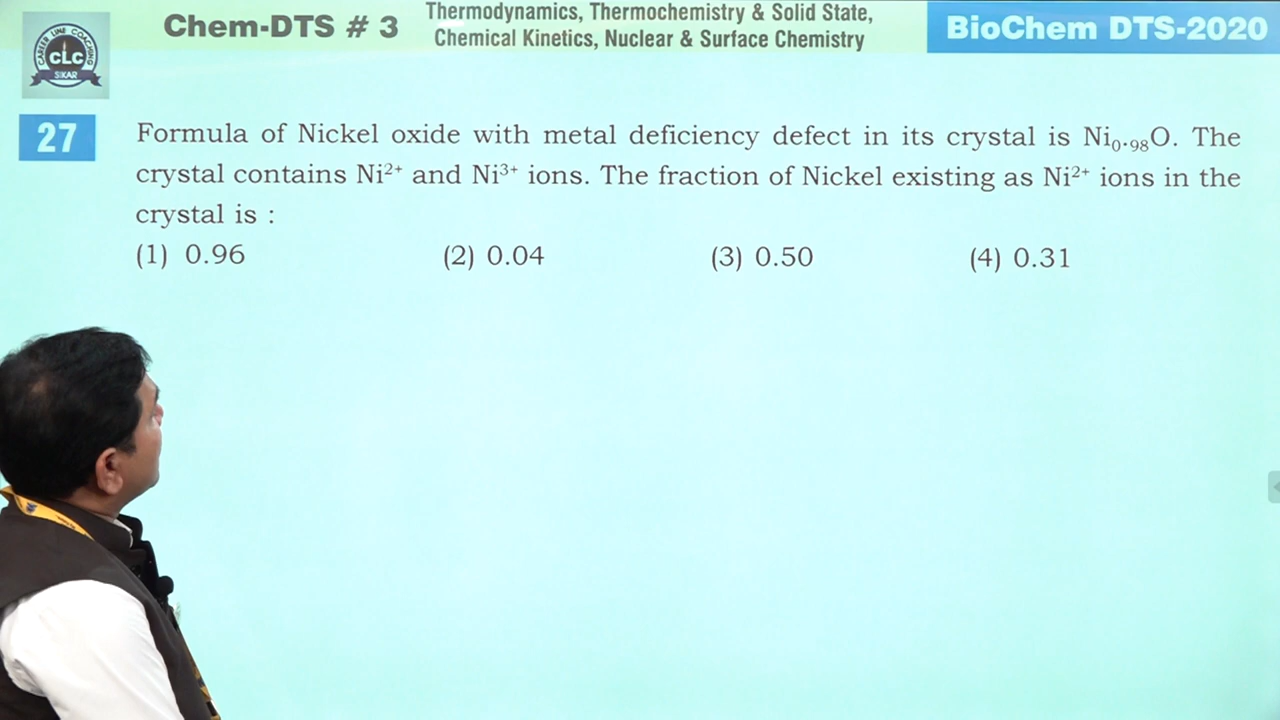 Chem-DTS # 3
Thermodynamics, Thermochemistry & Solid State,
Chemical Kinetics, Nuclear & Surface Chemistry
BioChem DTS-2020
CAREER LINE COACHING
CLC
SIKAR
27
Formula of Nickel oxide with metal deficiency defect in its crystal is Ni₀.₉₈O. The
crystal contains Ni²⁺ and Ni³⁺ ions. The fraction of Nickel existing as Ni²⁺ ions in the
crystal is :
(1) 0.96 (2) 0.04 (3) 0.50 (4) 0.31